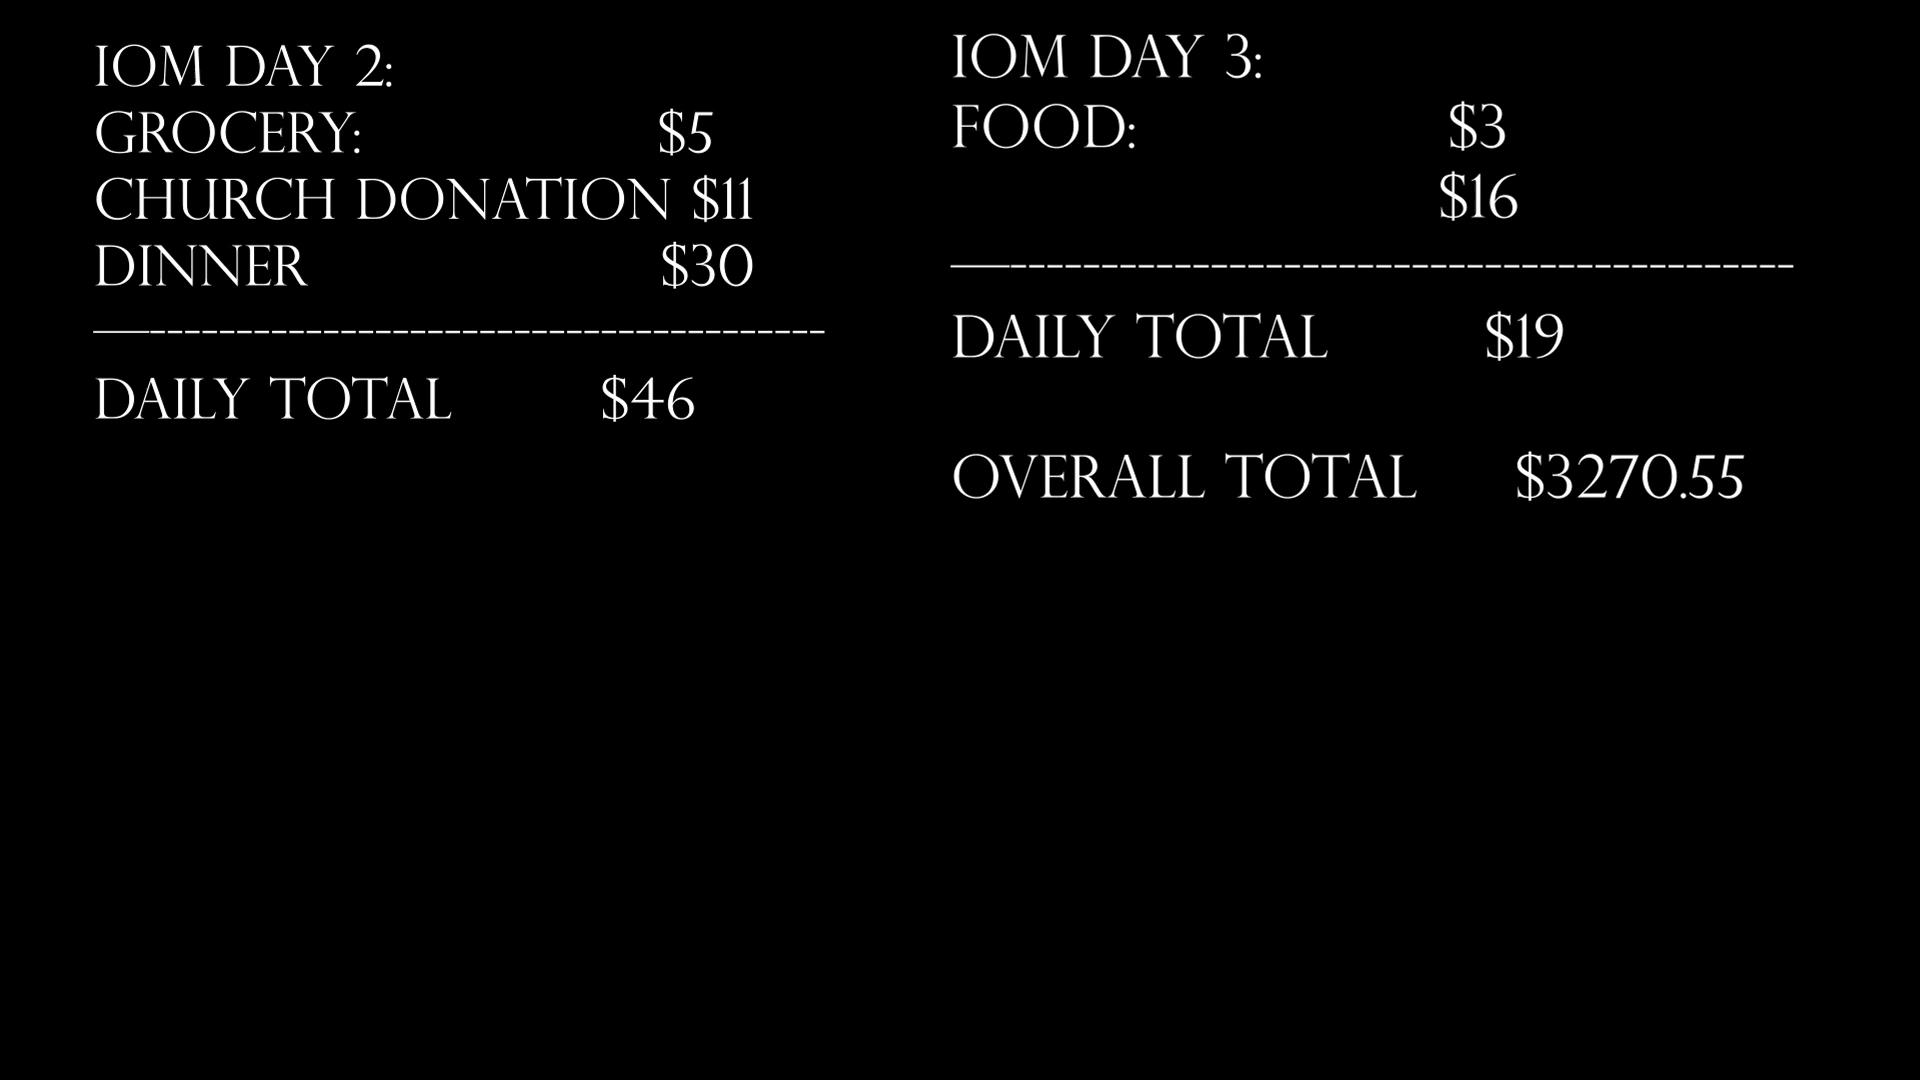 IOM DAY 2:
GROCERY: $5
CHURCH DONATION $11
DINNER $30
DAILY TOTAL $46
IOM DAY 3:
FOOD: $3
$16
DAILY TOTAL $19
OVERALL TOTAL $3270.55